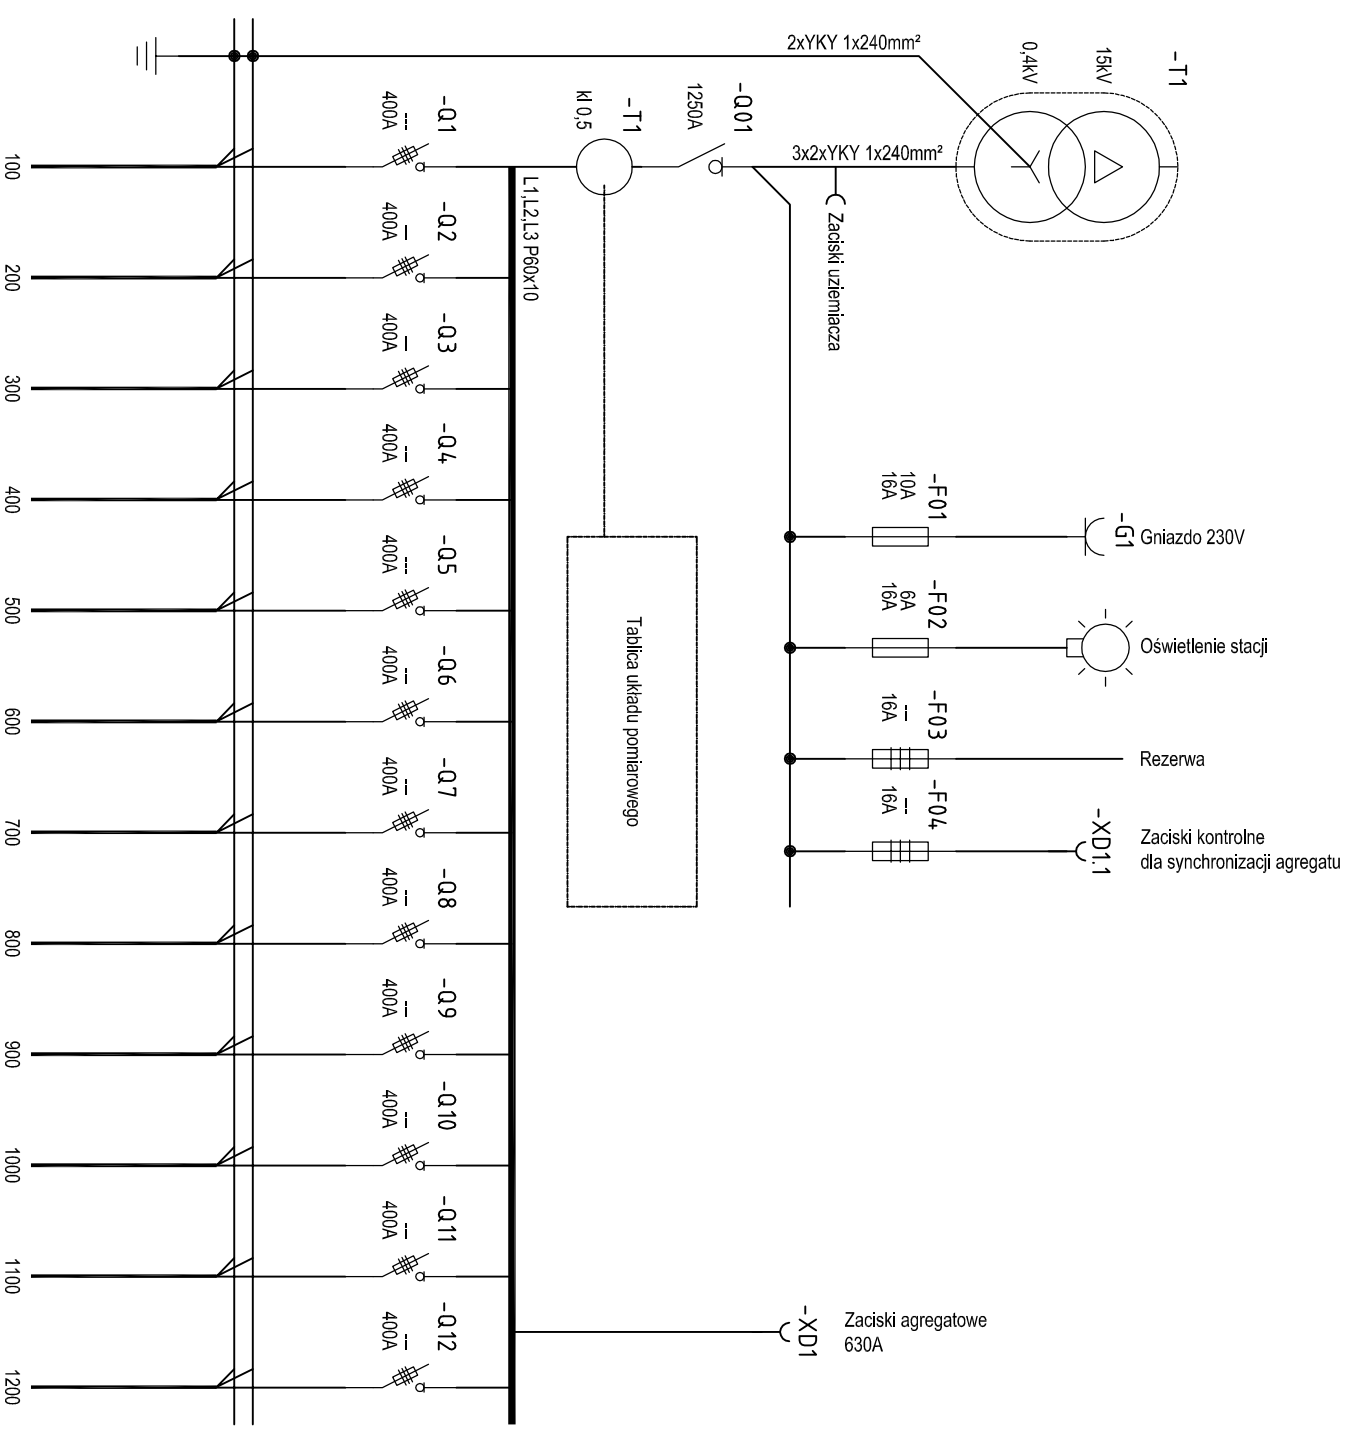 2xYKY 1x240mm²
0,4kV
15kV
-T1
3x2xYKY 1x240mm²
Zaciski uziemiacza
-Q01
1250A
-T1
kl 0,5
L1,L2,L3 P60x10
Tablica układu pomiarowego
-F01
10A
16A
-G1
Gniazdo 230V
-F02
6A
16A
Oświetlenie stacji
-F03
--
16A
Rezerwa
-F04
--
16A
-XD1.1
Zaciski kontrolne
dla synchronizacji agregatu
-XD1
Zaciski agregatowe
630A
-Q1
---
400A
100
-Q2
---
400A
200
-Q3
---
400A
300
-Q4
---
400A
400
-Q5
---
400A
500
-Q6
---
400A
600
-Q7
---
400A
700
-Q8
---
400A
800
-Q9
---
400A
900
-Q10
---
400A
1000
-Q11
---
400A
1100
-Q12
---
400A
1200